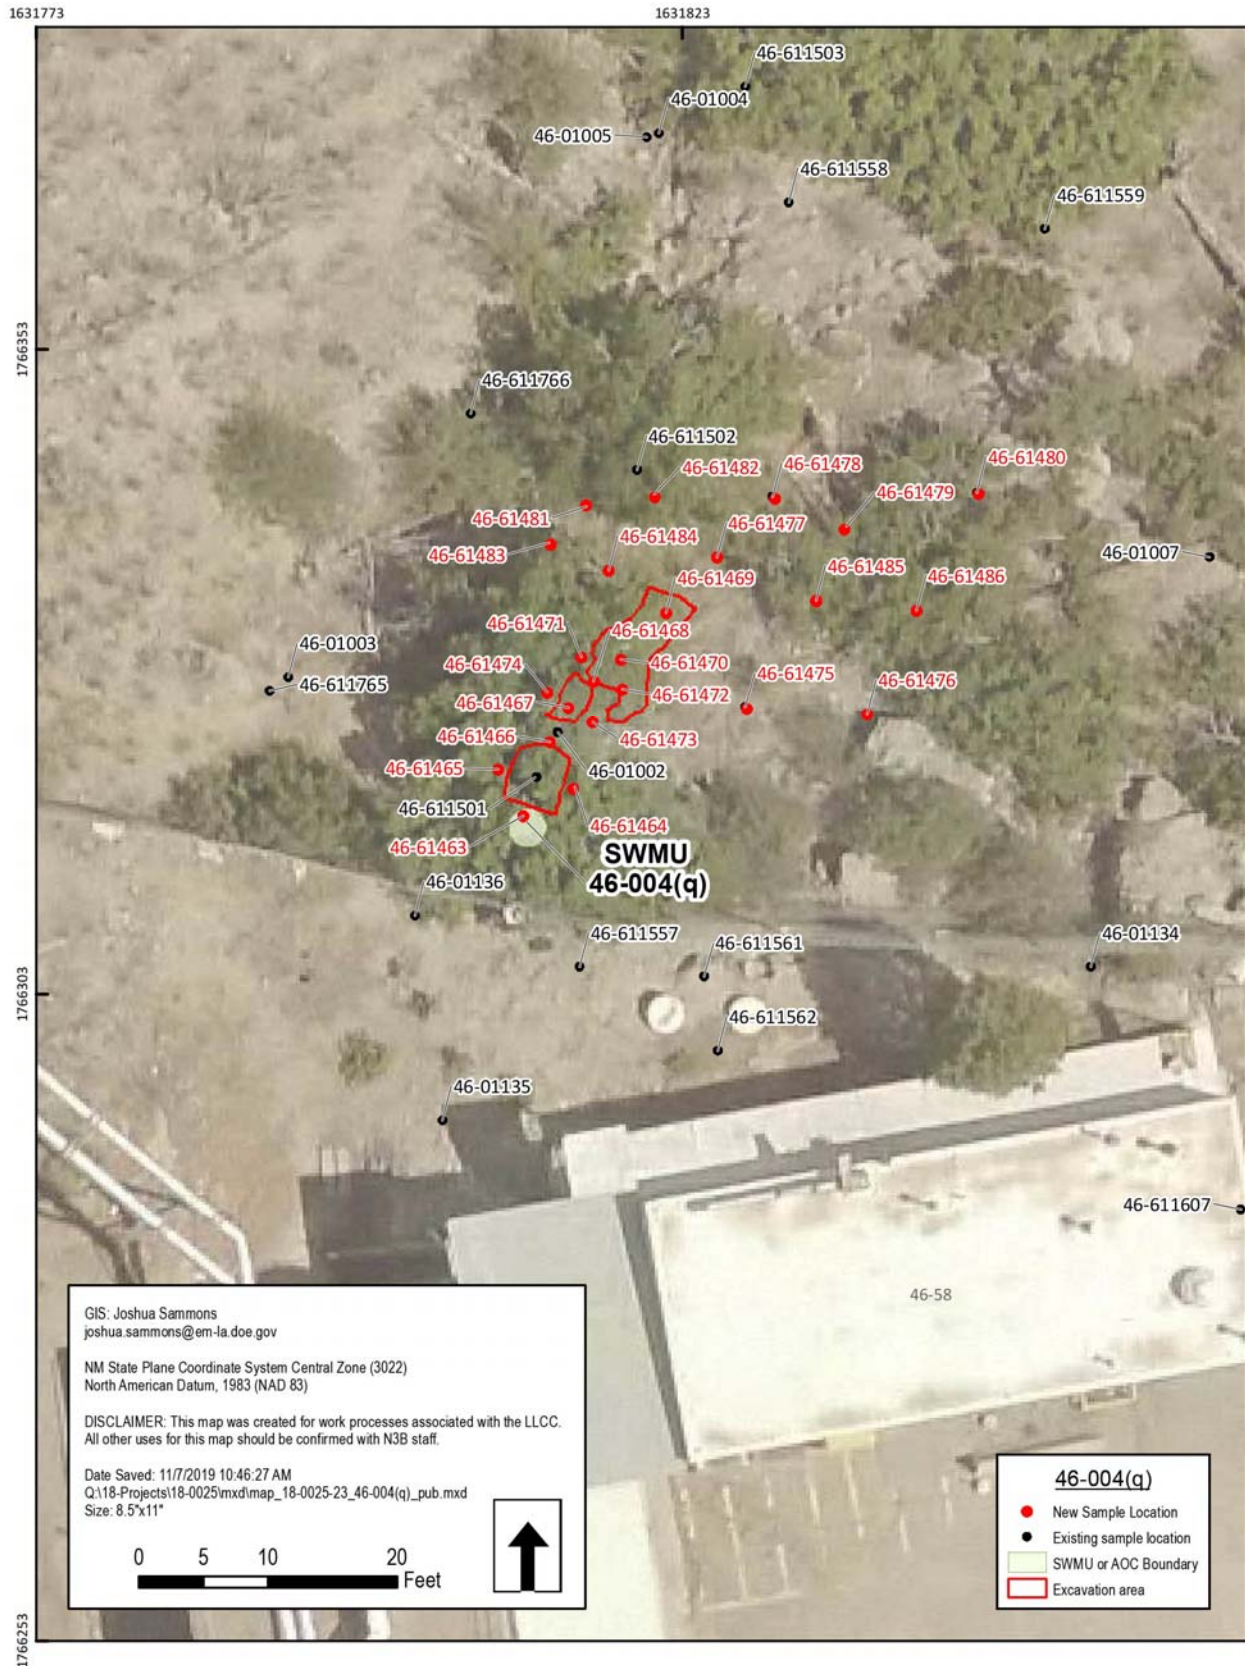 1631773
1631823
46-611503
46-01004
46-01005
46-611558
46-611559
1766353
46-611766
46-611502
46-61482
46-61478
46-61480
46-61481
46-61479
46-61477
46-61483
46-61484
46-01007
46-61469
46-61485
46-61486
46-61471
46-61468
46-01003
46-61470
46-61474
46-611765
46-61472
46-61475
46-61476
46-61467
46-61466
46-61473
46-61465
46-01002
46-611501
46-61464
46-61463
SWMU
46-004(q)
46-01136
46-611557
46-611561
46-01134
1766303
46-611562
46-01135
46-611607
46-58
GIS: Joshua Sammons
joshua.sammons@em-la.doe.gov
NM State Plane Coordinate System Central Zone (3022)
North American Datum, 1983 (NAD 83)
DISCLAIMER: This map was created for work processes associated with the LLCC.
All other uses for this map should be confirmed with N3B staff.
Date Saved: 11/7/2019 10:46:27 AM
Q:\18-Projects\18-0025\mxd\map_18-0025-23_46-004(q)_pub.mxd
Size: 8.5"x11"
0 5 10 20
Feet
46-004(q)
New Sample Location
Existing sample location
SWMU or AOC Boundary
Excavation area
1766253